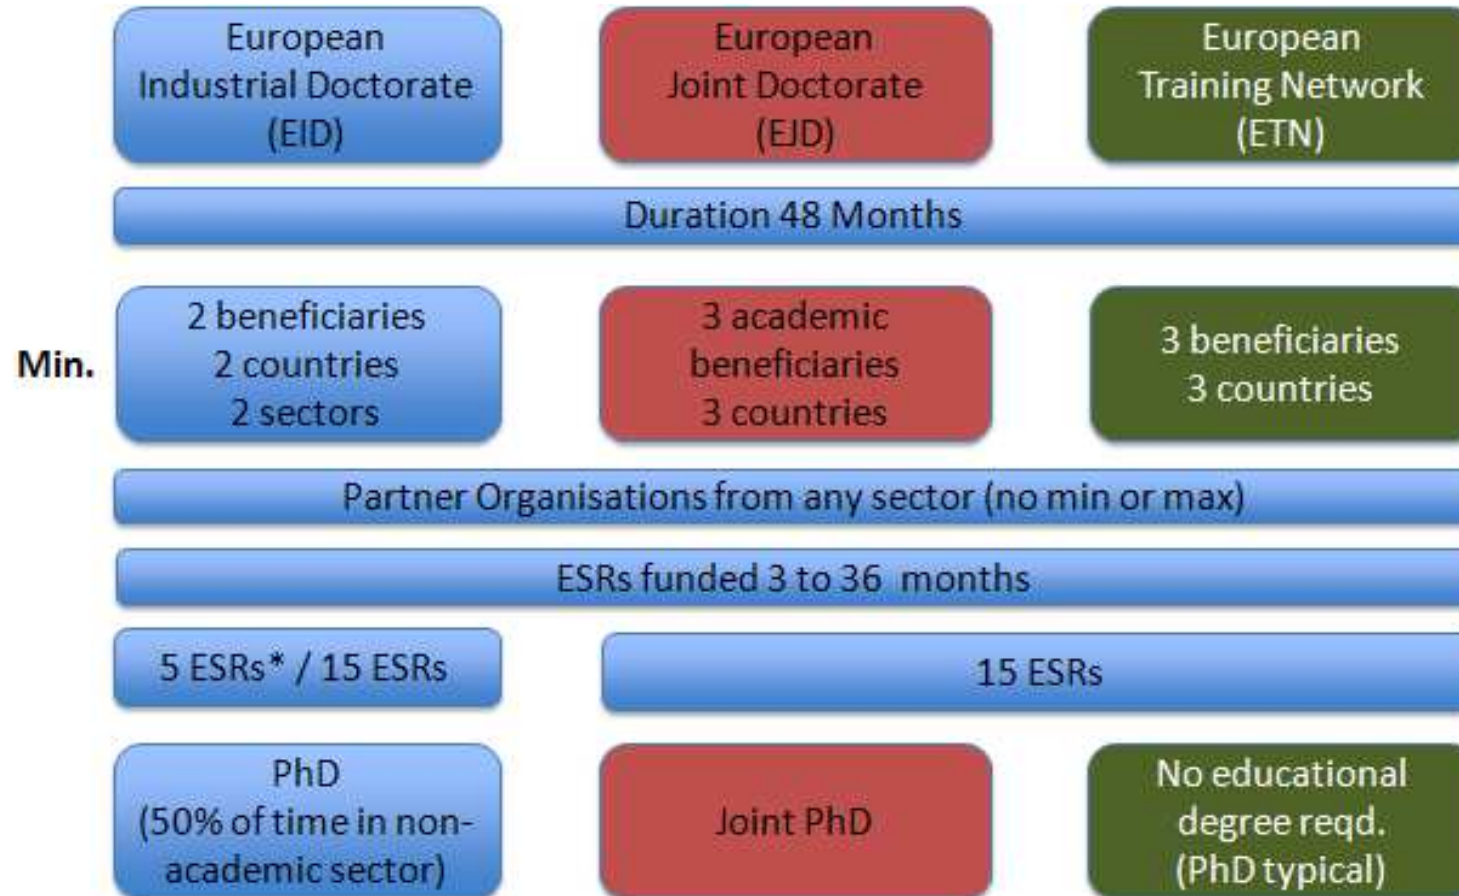 European
Industrial Doctorate
(EID)
European
Joint Doctorate
(EJD)
European
Training Network
(ETN)
Duration 48 Months
Min.
2 beneficiaries
2 countries
2 sectors
3 academic
beneficiaries
3 countries
3 beneficiaries
3 countries
Partner Organisations from any sector (no min or max)
ESRs funded 3 to 36 months
5 ESRs* / 15 ESRs
15 ESRs
PhD
(50% of time in non-
academic sector)
Joint PhD
No educational
degree reqd.
(PhD typical)